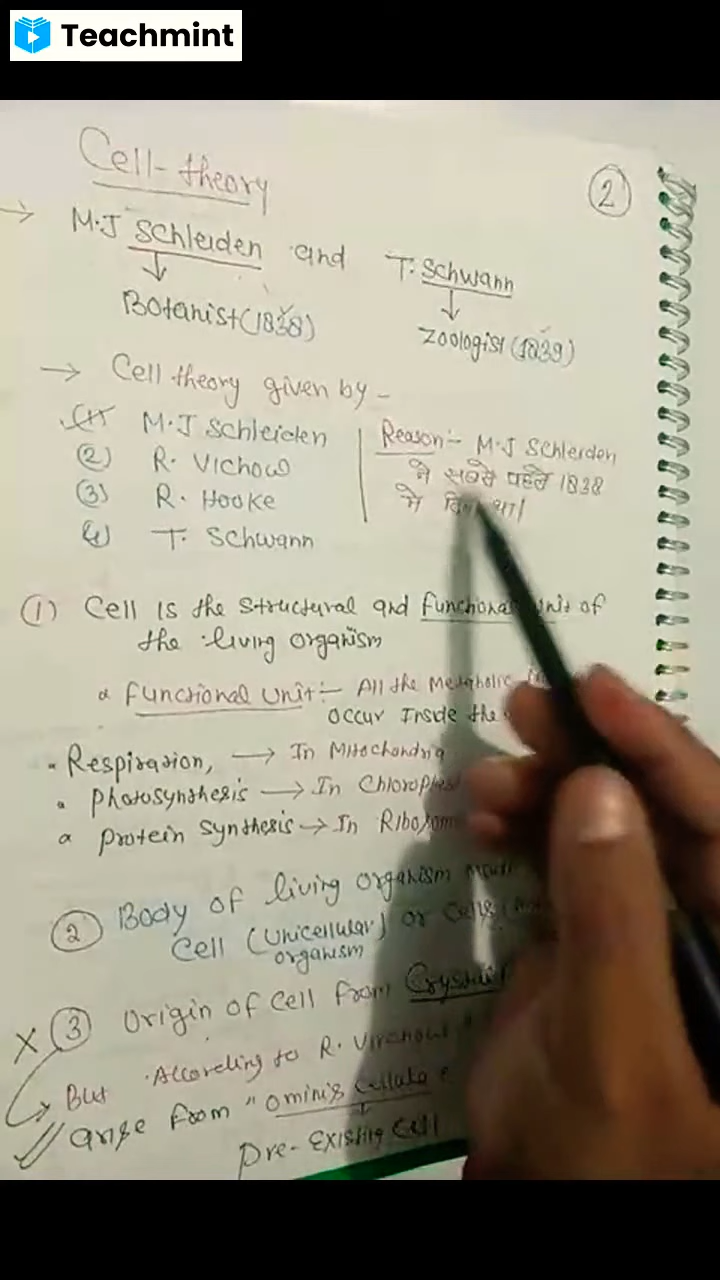 Teachmint
Cell-theory
2
→ M.J Schleiden and T. Schwann
↓ ↓
Botanist (1838) Zoologist (1839)
→ Cell theory given by -
(1) M.J Schleiden
(2) R. Vichow
(3) R. Hooke
(4) T. Schwann
Reason:- M.J Schleiden
ने सबसे पहले 1838
में था।
(1) Cell is the structural and functional unit of
the living organism
Functional unit:- All the Metabolic
occur Inside the
Respiration, → In Mitochondria
Photosynthesis → In
Protein synthesis → In
(2) Body of living organism
Cell (unicellular) or cells
organism
X (3) Origin of cell from
But According to R. Virchow
arise from "Ominis cellula e
↓
pre-existing cell